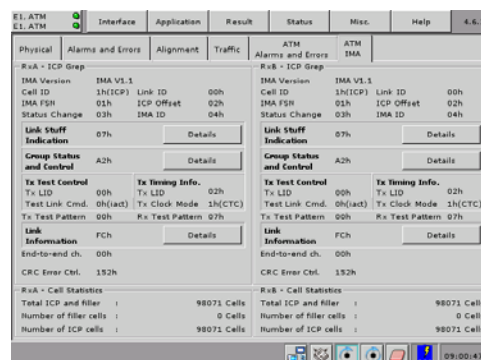 E1. ATM
E1. ATM
Interface
Application
Result
Status
Misc.
Help
4.6.
Physical
Alarms and Errors
Alignment
Traffic
ATM
Alarms and Errors
ATM
IMA
RxA - ICP Grep
IMA Version IMA V1.1
Cell ID 1h(ICP) Link ID 00h
IMA FSN 01h ICP Offset 02h
Status Change 03h IMA ID 04h
Link Stuff
Indication 07h Details
Group Status
and Control A2h Details
Tx Test Control Tx Timing Info.
Tx LID 00h Tx LID 02h
Test Link Cmd. 0h(iact) Tx Clock Mode 1h(CTC)
Tx Test Pattern 00h Rx Test Pattern 07h
Link
Information FCh Details
End-to-end ch. 00h
CRC Error Ctrl. 152h
RxA - Cell Statistics
Total ICP and filler : 98071 Cells
Number of filler cells : 0 Cells
Number of ICP cells : 98071 Cells
RxB - ICP Grep
IMA Version IMA V1.1
Cell ID 1h(ICP) Link ID 00h
IMA FSN 01h ICP Offset 02h
Status Change 03h IMA ID 04h
Link Stuff
Indication 07h Details
Group Status
and Control A2h Details
Tx Test Control Tx Timing Info.
Tx LID 00h Tx LID 02h
Test Link Cmd. 0h(iact) Tx Clock Mode 1h(CTC)
Tx Test Pattern 00h Rx Test Pattern 07h
Link
Information FCh Details
End-to-end ch. 00h
CRC Error Ctrl. 152h
RxB - Cell Statistics
Total ICP and filler : 98071 Cell
Number of filler cells : 0 Cell
Number of ICP cells : 98071 Cell
09:00:4